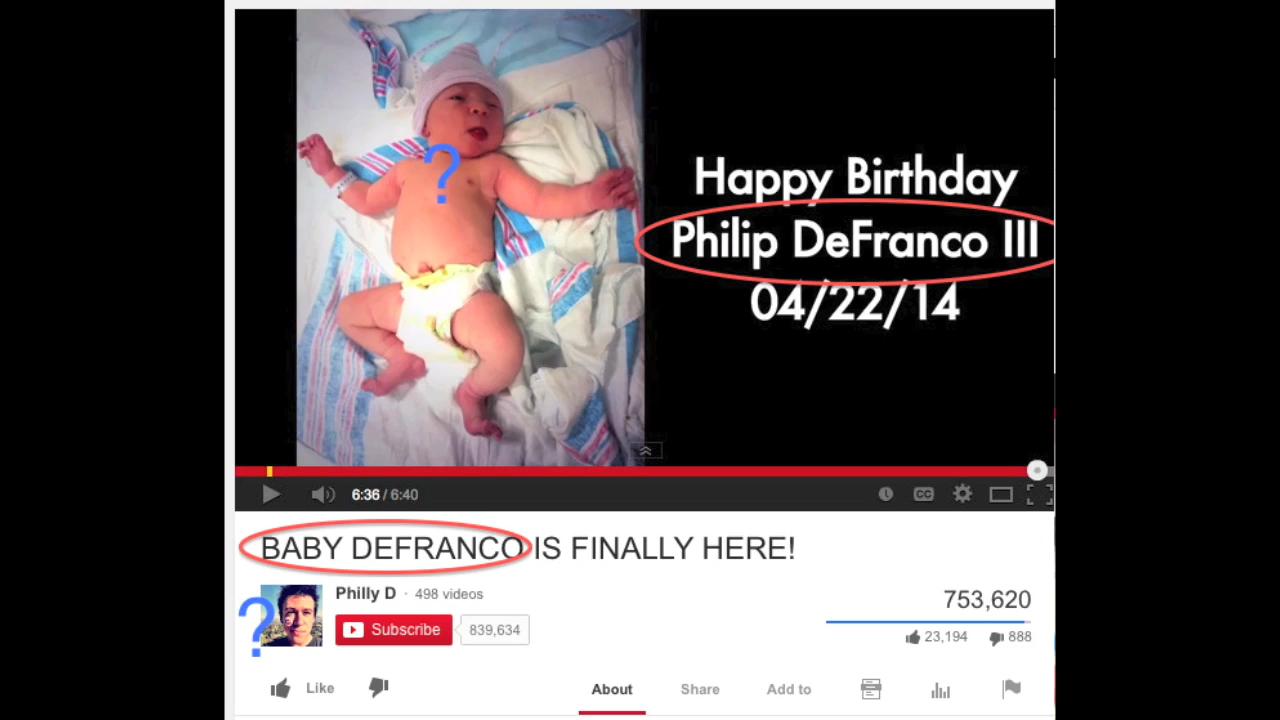 ?
Happy Birthday
Philip DeFranco III
04/22/14
6:36 / 6:40
CC
BABY DEFRANCO IS FINALLY HERE!
?
Philly D · 498 videos
753,620
Subscribe 839,634
23,194 888
Like
About Share Add to